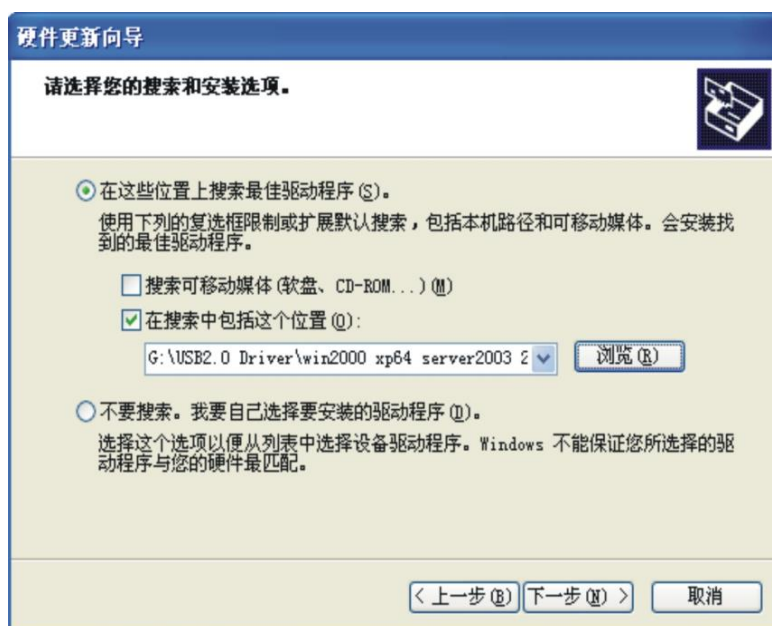 硬件更新向导
请选择您的搜索和安装选项。
在这些位置上搜索最佳驱动程序(S)。
使用下列的复选框限制或扩展默认搜索，包括本机路径和可移动媒体。会安装找
到的最佳驱动程序。
搜索可移动媒体(软盘、CD-ROM...)(M)
在搜索中包括这个位置(O):
G:\USB2.0 Driver\win2000 xp64 server2003 2
浏览(R)
不要搜索。我要自己选择要安装的驱动程序(D)。
选择这个选项以便从列表中选择设备驱动程序。Windows 不能保证您所选择的驱
动程序与您的硬件最匹配。
< 上一步(B) 下一步(N) > 取消